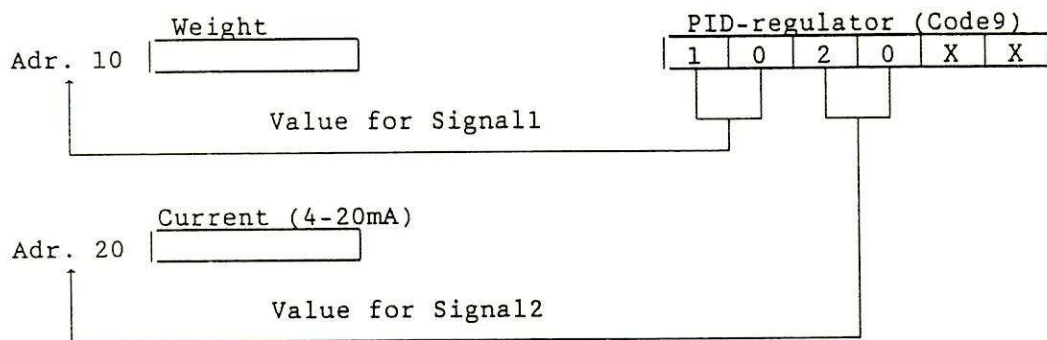 Weight
PID-regulator (Code9)
Adr. 10
1 0 2 0 X X
Value for Signal1
Current (4-20mA)
Adr. 20
Value for Signal2